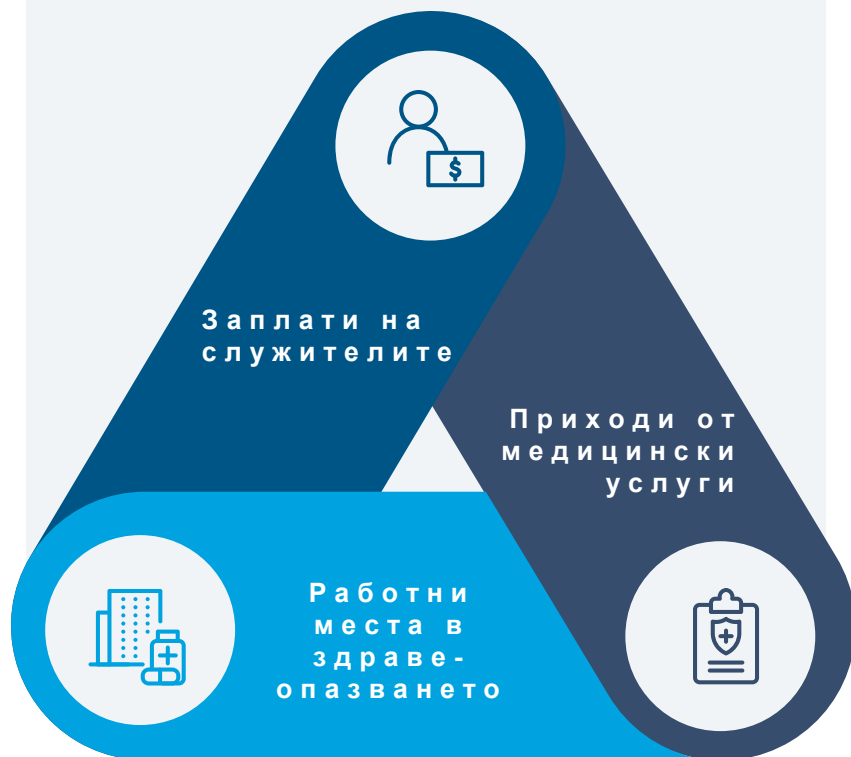 $
Заплати на
служителите
Приходи от
медицински
услуги
Работни
места в
здраве-
опазването